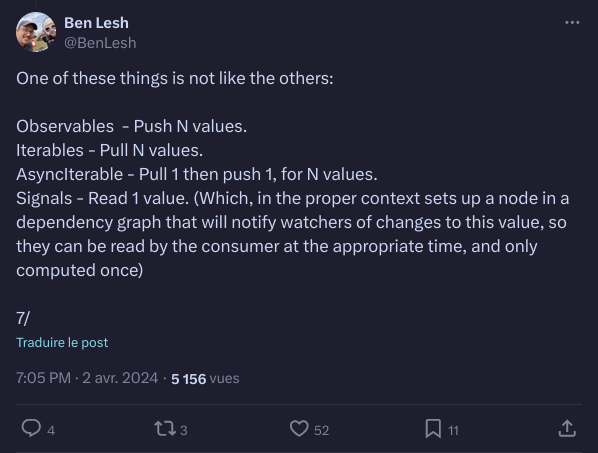 Ben Lesh
@BenLesh
One of these things is not like the others:
Observables - Push N values.
Iterables - Pull N values.
AsyncIterable - Pull 1 then push 1, for N values.
Signals - Read 1 value. (Which, in the proper context sets up a node in a
dependency graph that will notify watchers of changes to this value, so
they can be read by the consumer at the appropriate time, and only
computed once)
7/
Traduire le post
7:05 PM · 2 avr. 2024 · 5 156 vues
4 3 52 11